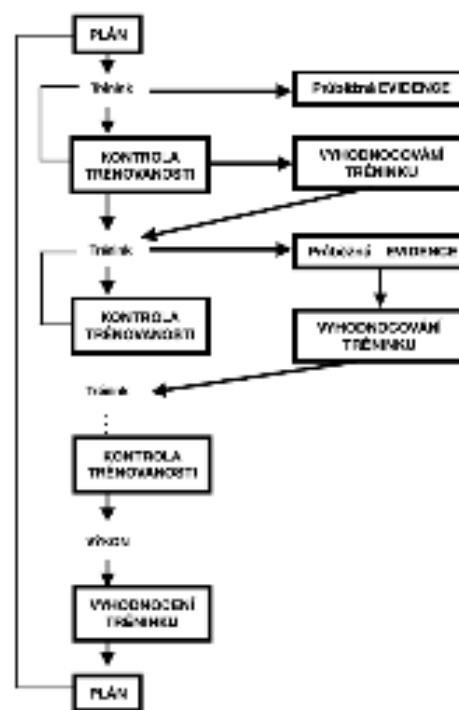 PLÁN
Trénink
Průběžná EVIDENCE
KONTROLA
TRÉNOVANOSTI
VYHODNOCOVÁNÍ
TRÉNINKU
Trénink
Průběžná EVIDENCE
KONTROLA
TRÉNOVANOSTI
VYHODNOCOVÁNÍ
TRÉNINKU
Trénink
KONTROLA
TRÉNOVANOSTI
VÝKON
VYHODNOCENÍ
TRÉNINKU
PLÁN